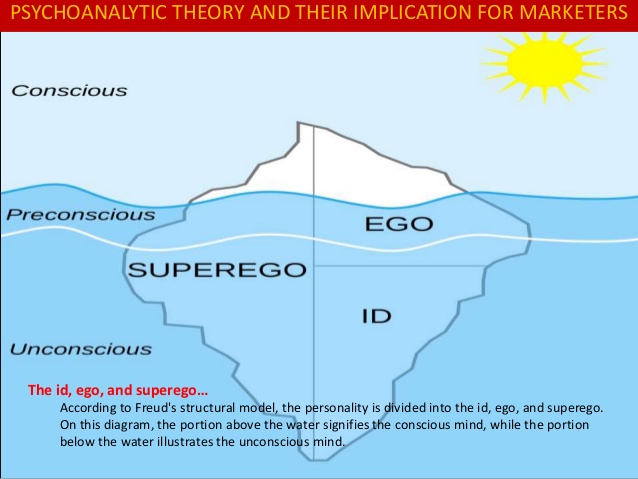 PSYCHOANALYTIC THEORY AND THEIR IMPLICATION FOR MARKETERS
Conscious
Preconscious
EGO
SUPEREGO
ID
Unconscious
The id, ego, and superego…
According to Freud's structural model, the personality is divided into the id, ego, and superego.
On this diagram, the portion above the water signifies the conscious mind, while the portion
below the water illustrates the unconscious mind.